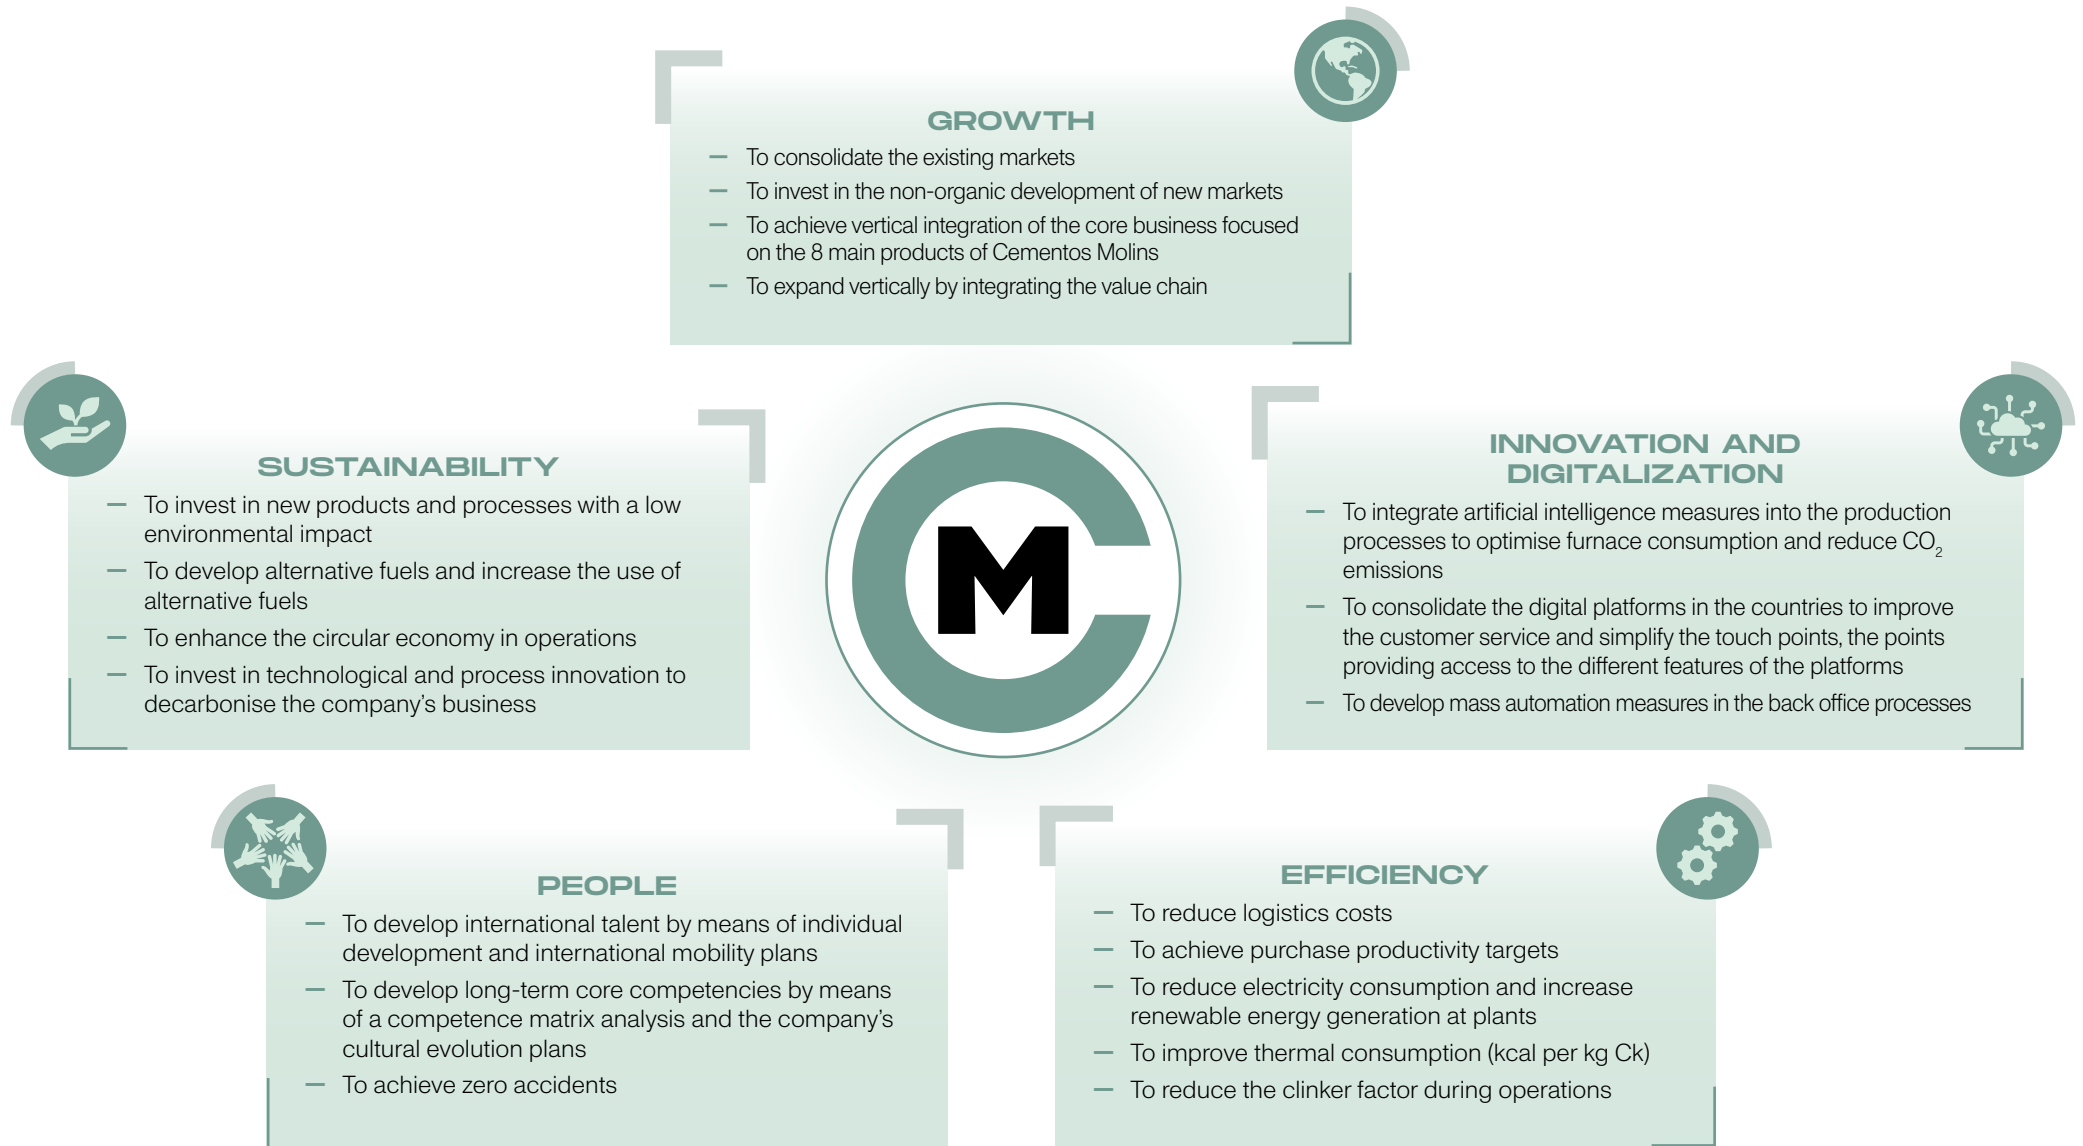 GROWTH
— To consolidate the existing markets
— To invest in the non-organic development of new markets
— To achieve vertical integration of the core business focused
on the 8 main products of Cementos Molins
— To expand vertically by integrating the value chain
SUSTAINABILITY
— To invest in new products and processes with a low
environmental impact
— To develop alternative fuels and increase the use of
alternative fuels
— To enhance the circular economy in operations
— To invest in technological and process innovation to
decarbonise the company’s business
CM
INNOVATION AND
DIGITALIZATION
— To integrate artificial intelligence measures into the production
processes to optimise furnace consumption and reduce CO₂
emissions
— To consolidate the digital platforms in the countries to improve
the customer service and simplify the touch points, the points
providing access to the different features of the platforms
— To develop mass automation measures in the back office processes
PEOPLE
— To develop international talent by means of individual
development and international mobility plans
— To develop long-term core competencies by means
of a competence matrix analysis and the company’s
cultural evolution plans
— To achieve zero accidents
EFFICIENCY
— To reduce logistics costs
— To achieve purchase productivity targets
— To reduce electricity consumption and increase
renewable energy generation at plants
— To improve thermal consumption (kcal per kg Ck)
— To reduce the clinker factor during operations